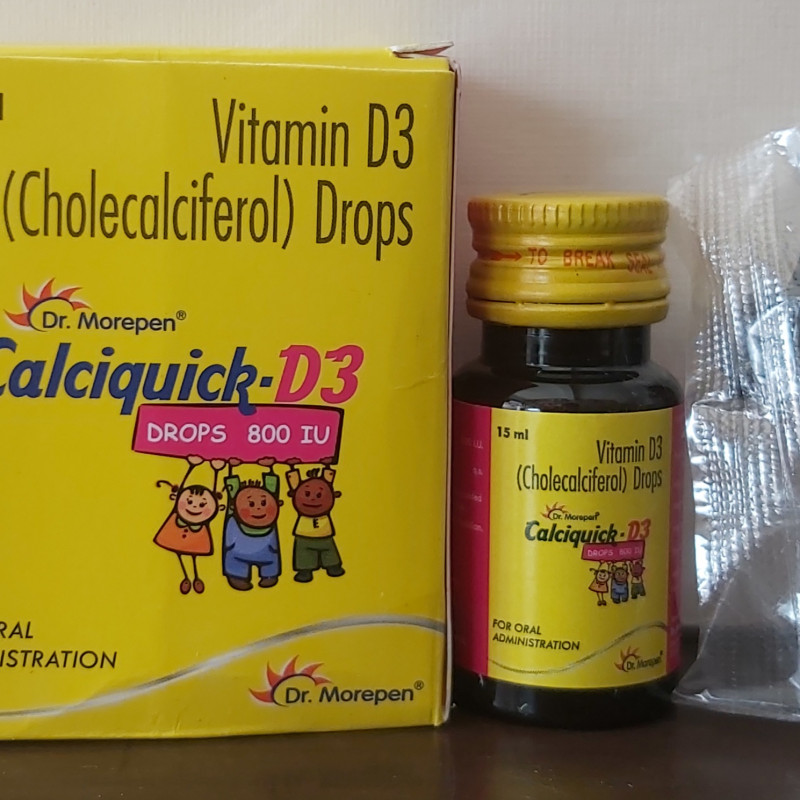 Vitamin D3
(Cholecalciferol) Drops
Dr. Morepen®
Calciquick-D3
DROPS 800 IU
ISTRATION
Dr. Morepen®
TO BREAK SEAL
15 ml
Vitamin D3
(Cholecalciferol) Drops
Dr. Morepen®
Calciquick-D3
DROPS 800 IU
FOR ORAL
ADMINISTRATION
Dr. Morepen®